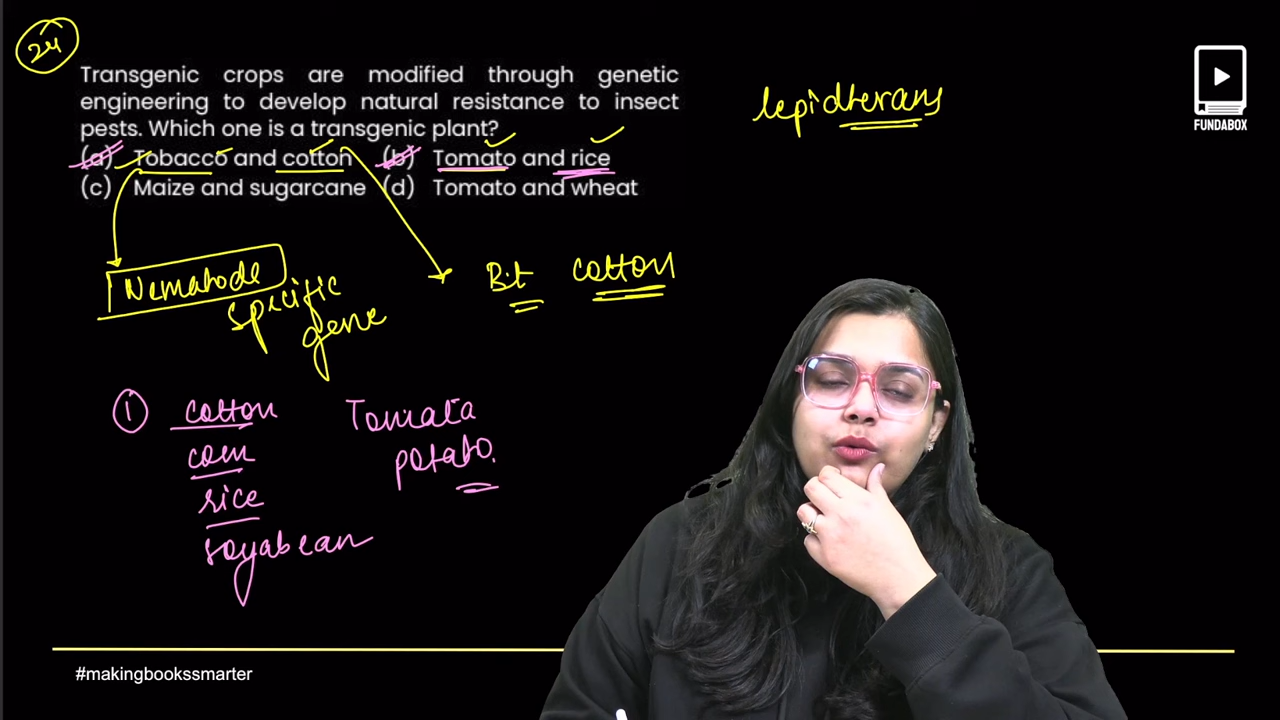 24
Transgenic crops are modified through genetic
engineering to develop natural resistance to insect
pests. Which one is a transgenic plant?
(a) Tobacco and cotton (b) Tomato and rice
(c) Maize and sugarcane (d) Tomato and wheat
lepidterans
FUNDABOX
Nematode
specific
gene
Bt cotton
1 cotton
corn
rice
soyabean
Tomata
potato.
#makingbookssmarter